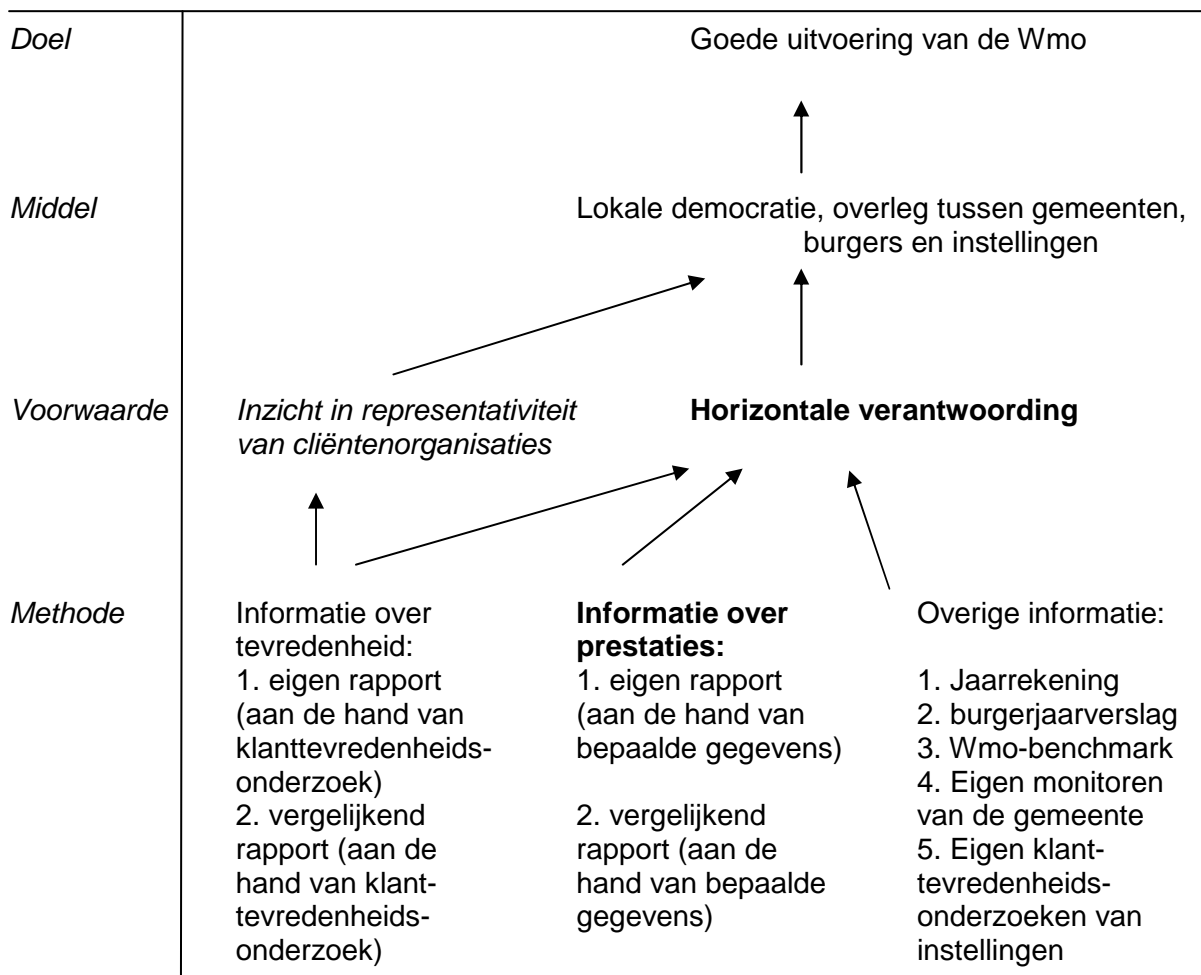 Doel
Goede uitvoering van de Wmo
Middel
Lokale democratie, overleg tussen gemeenten,
burgers en instellingen
Voorwaarde
Inzicht in representativiteit
van cliëntenorganisaties
Horizontale verantwoording
Methode
Informatie over
tevredenheid:
1. eigen rapport
(aan de hand van
klanttevredenheids-
onderzoek)
2. vergelijkend
rapport (aan de
hand van klant-
tevredenheids-
onderzoek)
Informatie over
prestaties:
1. eigen rapport
(aan de hand van
bepaalde gegevens)
2. vergelijkend
rapport (aan de
hand van bepaalde
gegevens)
Overige informatie:
1. Jaarrekening
2. burgerjaarverslag
3. Wmo-benchmark
4. Eigen monitoren
van de gemeente
5. Eigen klant-
tevredenheids-
onderzoeken van
instellingen